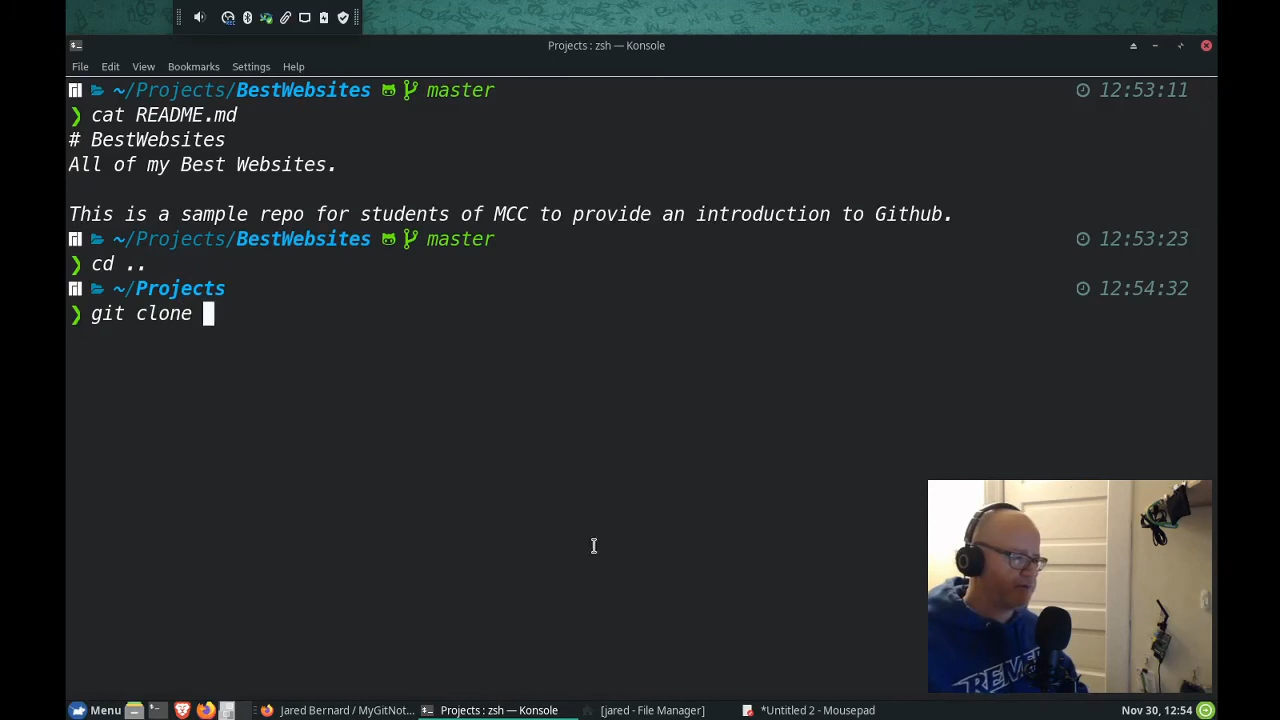 Projects : zsh — Konsole
File Edit View Bookmarks Settings Help
~/Projects/BestWebsites master 12:53:11
❯ cat README.md
# BestWebsites
All of my Best Websites.
This is a sample repo for students of MCC to provide an introduction to Github.
~/Projects/BestWebsites master 12:53:23
❯ cd ..
~/Projects 12:54:32
❯ git clone
Menu Jared Bernard / MyGitNot... Projects : zsh — Konsole [jared - File Manager] *Untitled 2 - Mousepad Nov 30, 12:54